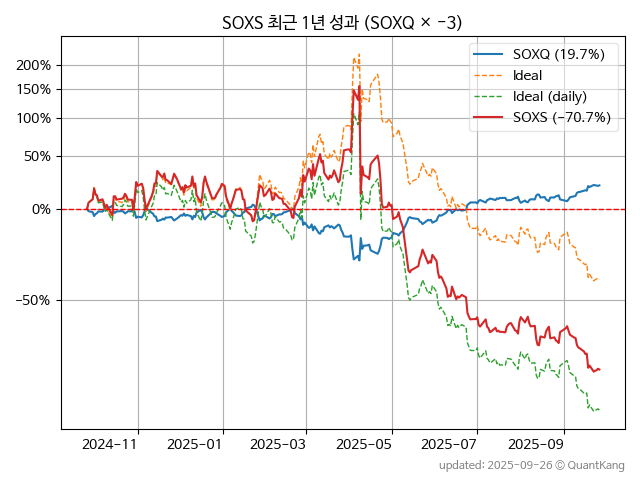 SOXS 최근 1년 성과 (SOXQ × −3)
SOXQ (19.7%)
Ideal
Ideal (daily)
SOXS (−70.7%)
200%
150%
100%
50%
0%
−50%
2024−11
2025−01
2025−03
2025−05
2025−07
2025−09
updated: 2025-09-26 © QuantKang